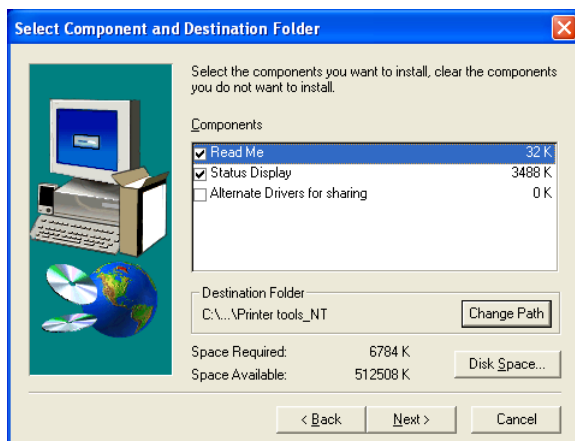 Select Component and Destination Folder
Select the components you want to install, clear the components
you do not want to install.
Components
Read Me 32 K
Status Display 3488 K
Alternate Drivers for sharing 0 K
Destination Folder
C:\...\Printer tools_NT
Change Path
Space Required: 6784 K
Space Available: 512508 K
Disk Space...
< Back
Next >
Cancel